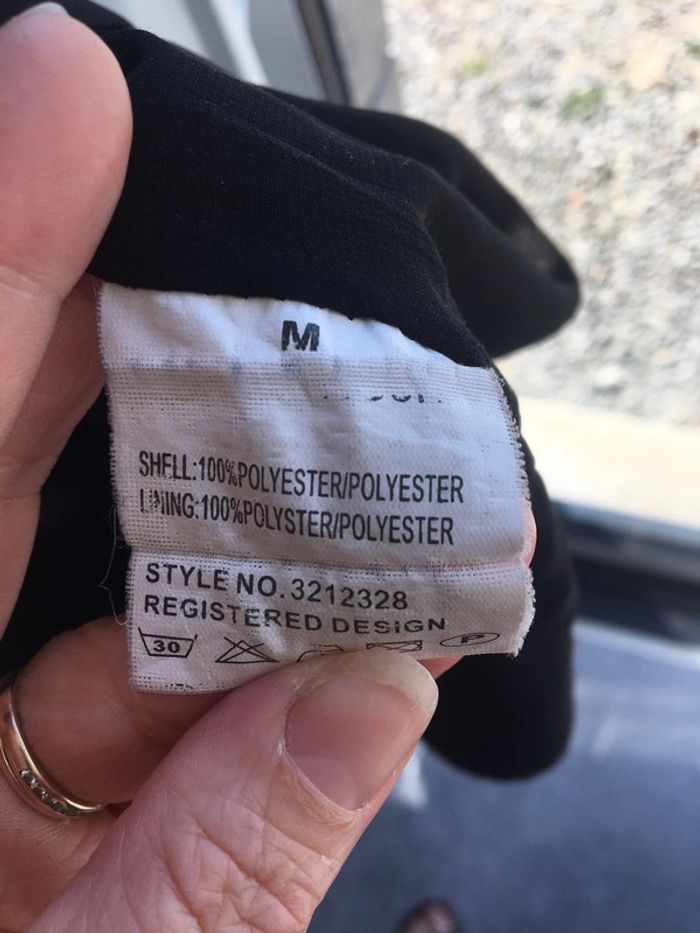 M
SHELL:100%POLYESTER/POLYESTER
LINING:100%POLYSTER/POLYESTER
STYLE NO. 3212328
REGISTERED DESIGN
30
P